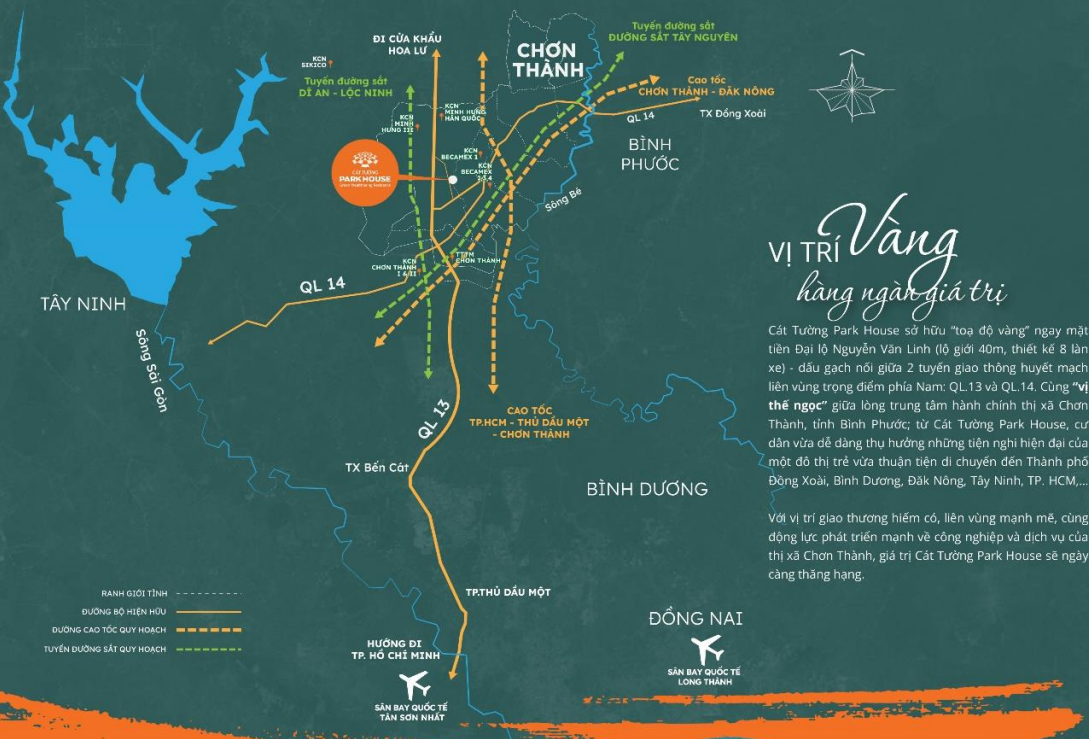 ĐI CỬA KHẨU
HOA LƯ
CHƠN
THÀNH
Tuyến đường sắt
ĐƯỜNG SẮT TÂY NGUYÊN
KCN
SIKICO
Tuyến đường sắt
DĨ AN - LỘC NINH
Cao tốc
CHƠN THÀNH - ĐĂK NÔNG
KCN
MINH HƯNG
HÀN QUỐC
KCN
MINH
HƯNG III
QL 14
TX Đồng Xoài
BÌNH
PHƯỚC
KCN
BECAMEX 1
KCN
BECAMEX
CÁT TƯỜNG
PARK HOUSE
Sông Bé
TTTM
CHƠN THÀNH
KCN
CHƠN THÀNH
I & II
QL 14
TÂY NINH
Sông Sài Gòn
QL 13
CAO TỐC
TP.HCM - THỦ DẦU MỘT
- CHƠN THÀNH
TX Bến Cát
BÌNH DƯƠNG
VỊ TRÍ Vàng
hàng ngàn giá trị
Cát Tường Park House sở hữu "toạ độ vàng" ngay mặt
tiền Đại lộ Nguyễn Văn Linh (lộ giới 40m, thiết kế 8 làn
xe) - dấu gạch nối giữa 2 tuyến giao thông huyết mạch
liên vùng trọng điểm phía Nam: QL.13 và QL.14. Cùng "vị
thế ngọc" giữa lòng trung tâm hành chính thị xã Chơn
Thành, tỉnh Bình Phước; từ Cát Tường Park House, cư
dân vừa dễ dàng thụ hưởng những tiện nghi hiện đại của
một đô thị trẻ vừa thuận tiện di chuyển đến Thành phố
Đồng Xoài, Bình Dương, Đăk Nông, Tây Ninh, TP. HCM,...
Với vị trí giao thương hiếm có, liên vùng mạnh mẽ, cùng
động lực phát triển mạnh về công nghiệp và dịch vụ của
thị xã Chơn Thành, giá trị Cát Tường Park House sẽ ngày
càng thăng hạng.
RANH GIỚI TỈNH
ĐƯỜNG BỘ HIỆN HỮU
ĐƯỜNG CAO TỐC QUY HOẠCH
TUYẾN ĐƯỜNG SẮT QUY HOẠCH
TP.THỦ DẦU MỘT
HƯỚNG ĐI
TP. HỒ CHÍ MINH
SÂN BAY QUỐC TẾ
TÂN SƠN NHẤT
ĐỒNG NAI
SÂN BAY QUỐC TẾ
LONG THÀNH